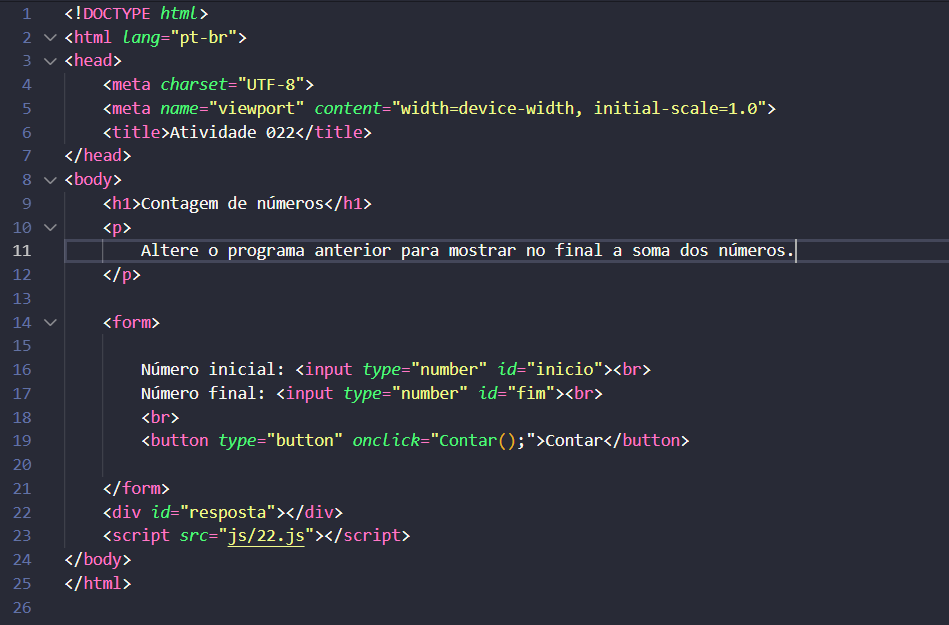 1 <!DOCTYPE html>
2 <html lang="pt-br">
3 <head>
4 <meta charset="UTF-8">
5 <meta name="viewport" content="width=device-width, initial-scale=1.0">
6 <title>Atividade 022</title>
7 </head>
8 <body>
9 <h1>Contagem de números</h1>
10 <p>
11 Altere o programa anterior para mostrar no final a soma dos números.
12 </p>
13
14 <form>
15
16 Número inicial: <input type="number" id="inicio"><br>
17 Número final: <input type="number" id="fim"><br>
18 <br>
19 <button type="button" onclick="Contar();">Contar</button>
20
21 </form>
22 <div id="resposta"></div>
23 <script src="js/22.js"></script>
24 </body>
25 </html>
26